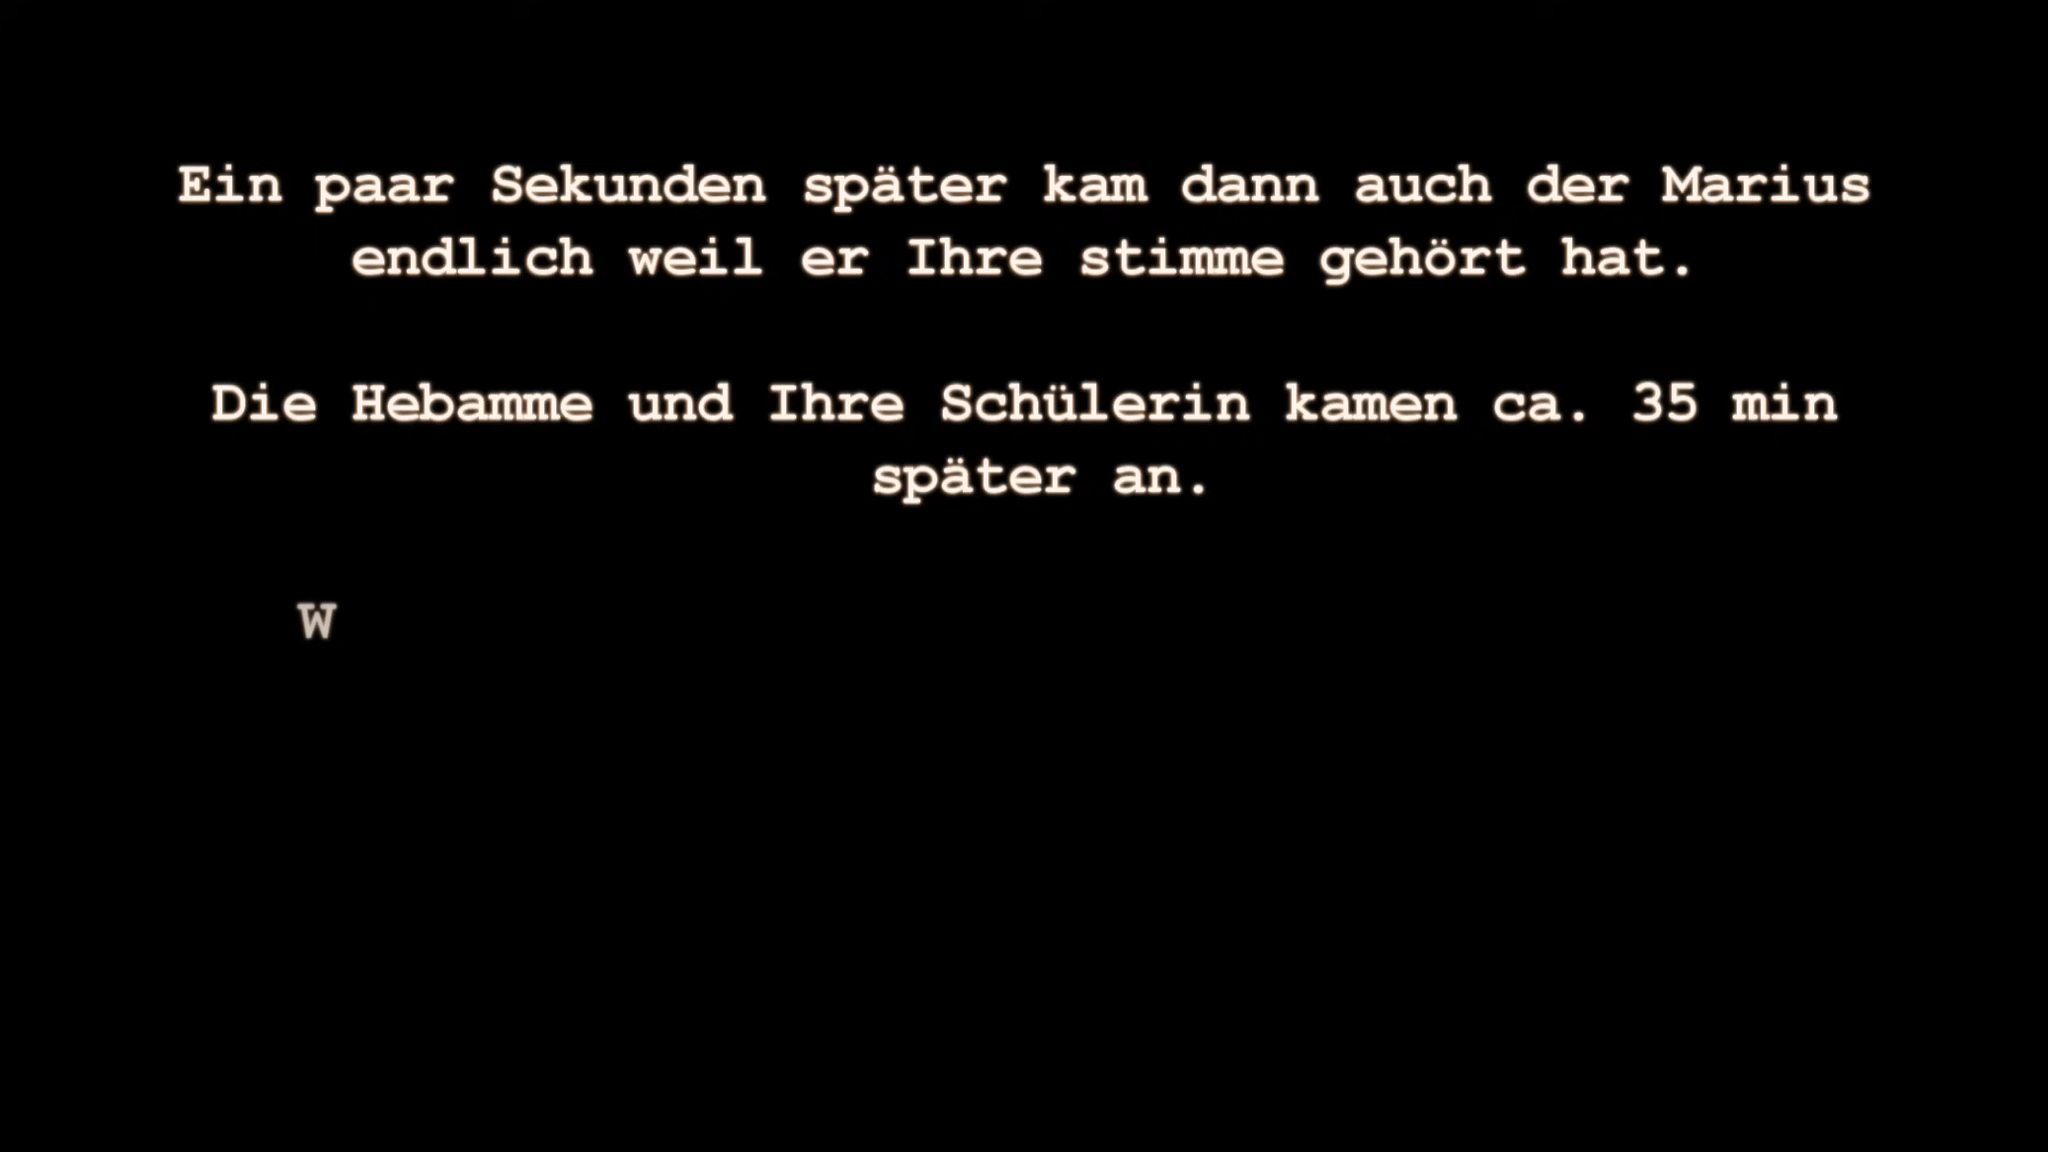 Ein paar Sekunden später kam dann auch der Marius
endlich weil er Ihre stimme gehört hat.
Die Hebamme und Ihre Schülerin kamen ca. 35 min
später an.
W